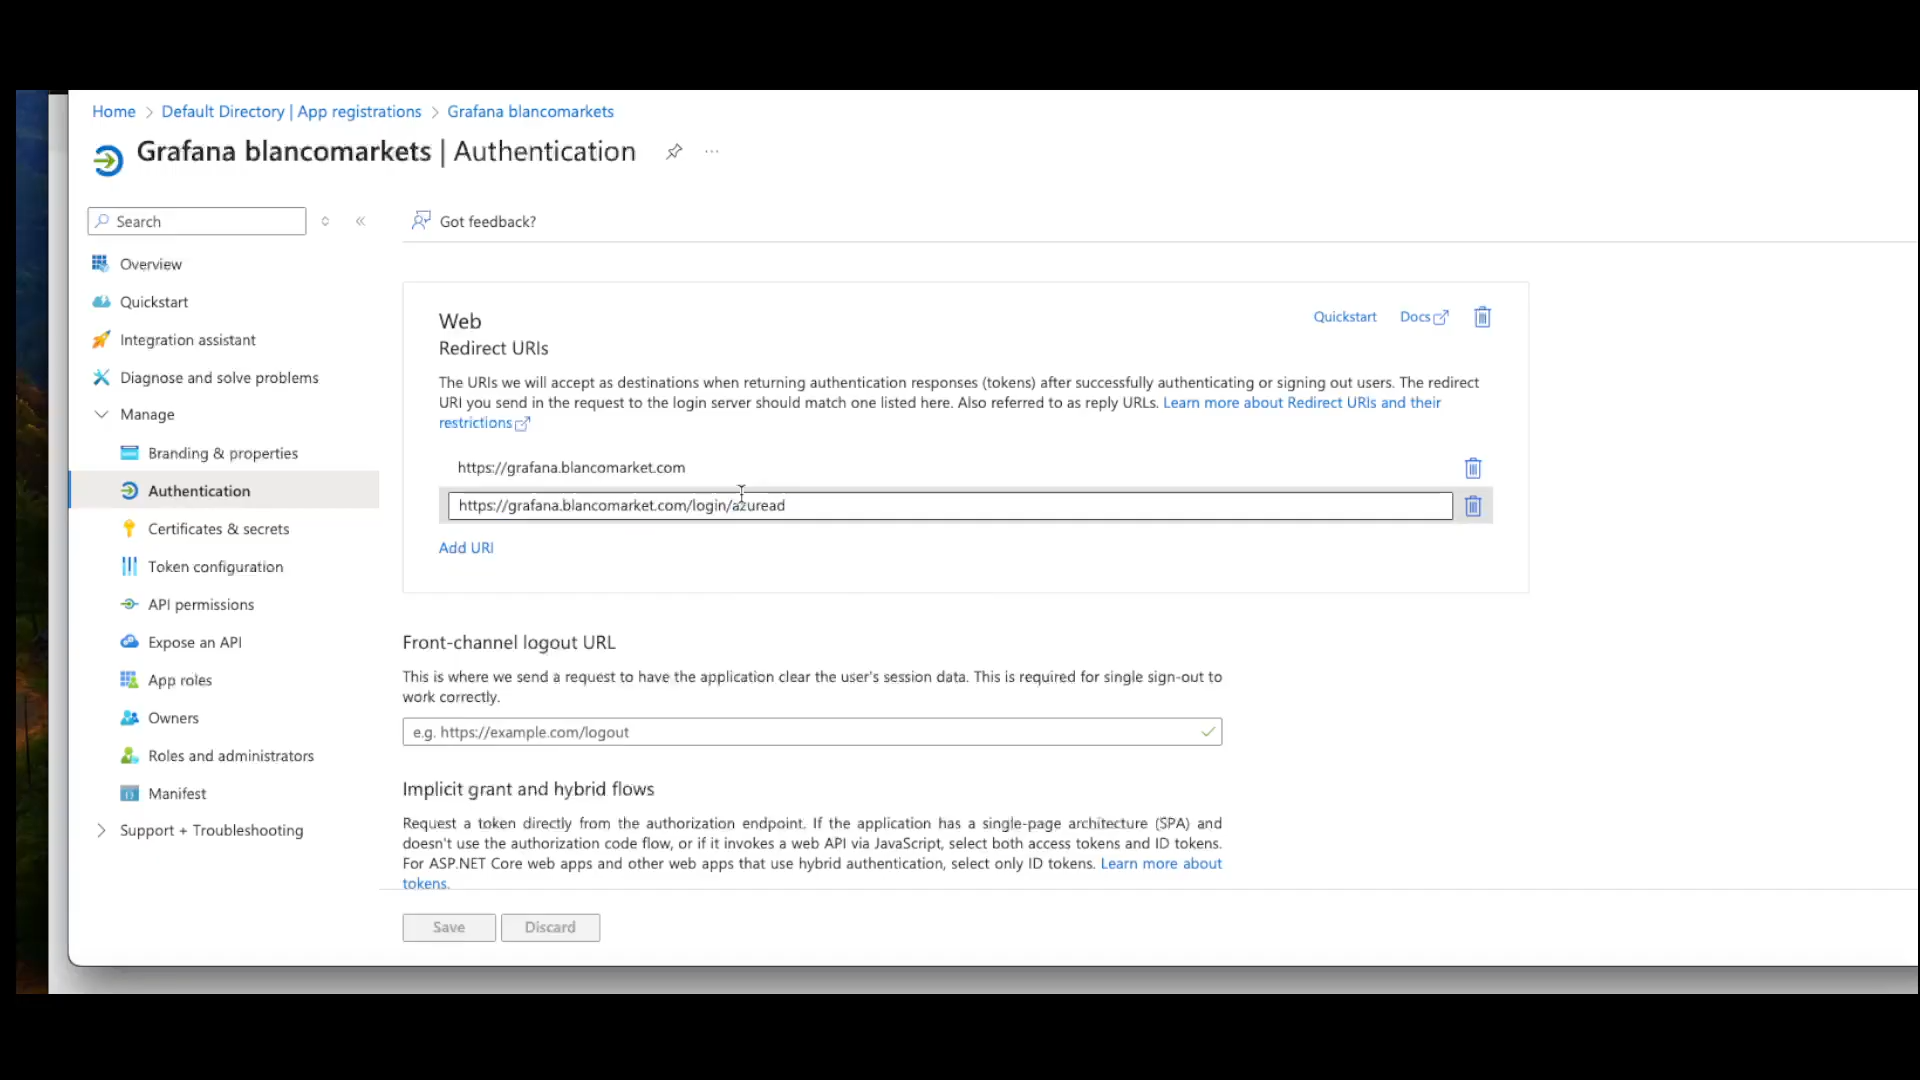 Home > Default Directory | App registrations > Grafana blancomarkets
Grafana blancomarkets | Authentication
Search
Got feedback?
Overview
Quickstart
Integration assistant
Diagnose and solve problems
Manage
Branding & properties
Authentication
Certificates & secrets
Token configuration
API permissions
Expose an API
App roles
Owners
Roles and administrators
Manifest
Support + Troubleshooting
Web
Quickstart
Docs
Redirect URIs
The URIs we will accept as destinations when returning authentication responses (tokens) after successfully authenticating or signing out users. The redirect
URI you send in the request to the login server should match one listed here. Also referred to as reply URLs. Learn more about Redirect URIs and their
restrictions
https://grafana.blancomarket.com
https://grafana.blancomarket.com/login/azuread
Add URI
Front-channel logout URL
This is where we send a request to have the application clear the user's session data. This is required for single sign-out to
work correctly.
e.g. https://example.com/logout
Implicit grant and hybrid flows
Request a token directly from the authorization endpoint. If the application has a single-page architecture (SPA) and
doesn't use the authorization code flow, or if it invokes a web API via JavaScript, select both access tokens and ID tokens.
For ASP.NET Core web apps and other web apps that use hybrid authentication, select only ID tokens. Learn more about
tokens.
Save
Discard